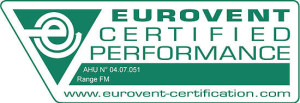 EUROVENT
CERTIFIED
PERFORMANCE
AHU N° 04.07.051
Range FM
www.eurovent-certification.com